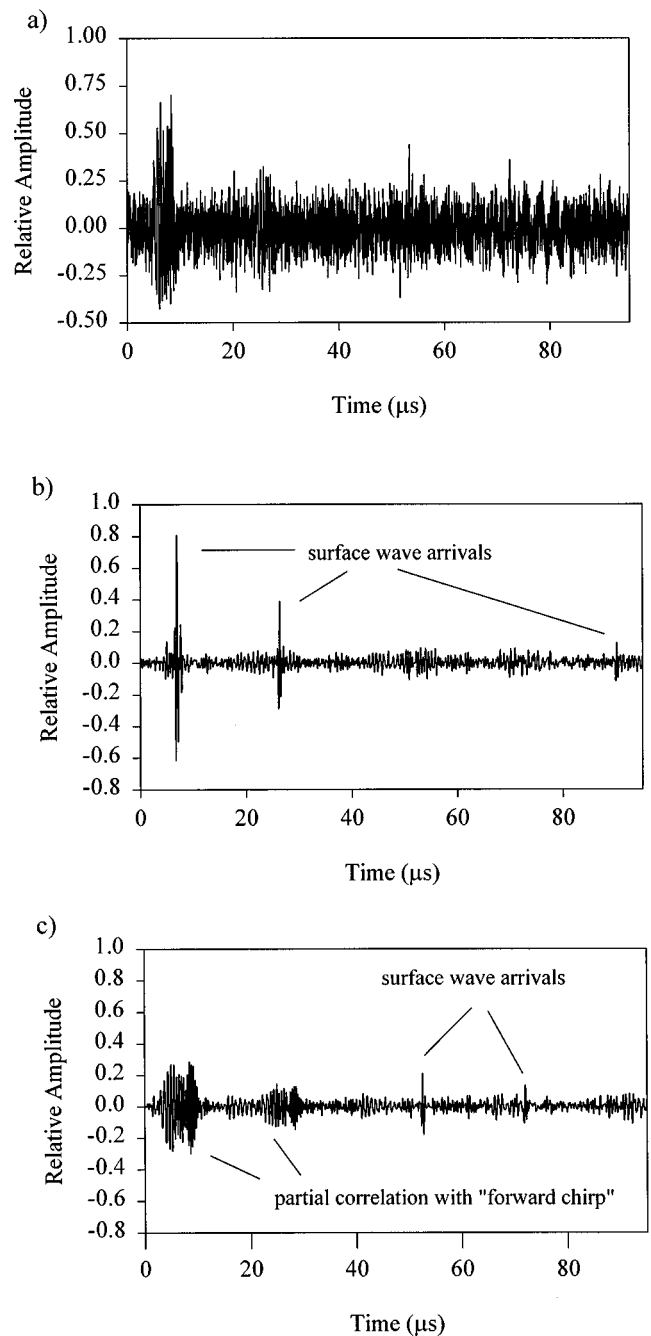 a)
1.00
0.75
0.50
0.25
0.00
-0.25
-0.50
Relative Amplitude
0 20 40 60 80
Time (μs)
b)
1.0
0.8
0.6
0.4
0.2
0.0
-0.2
-0.4
-0.6
-0.8
Relative Amplitude
surface wave arrivals
0 20 40 60 80
Time (μs)
c)
1.0
0.8
0.6
0.4
0.2
0.0
-0.2
-0.4
-0.6
-0.8
Relative Amplitude
surface wave arrivals
partial correlation with "forward chirp"
0 20 40 60 80
Time (μs)